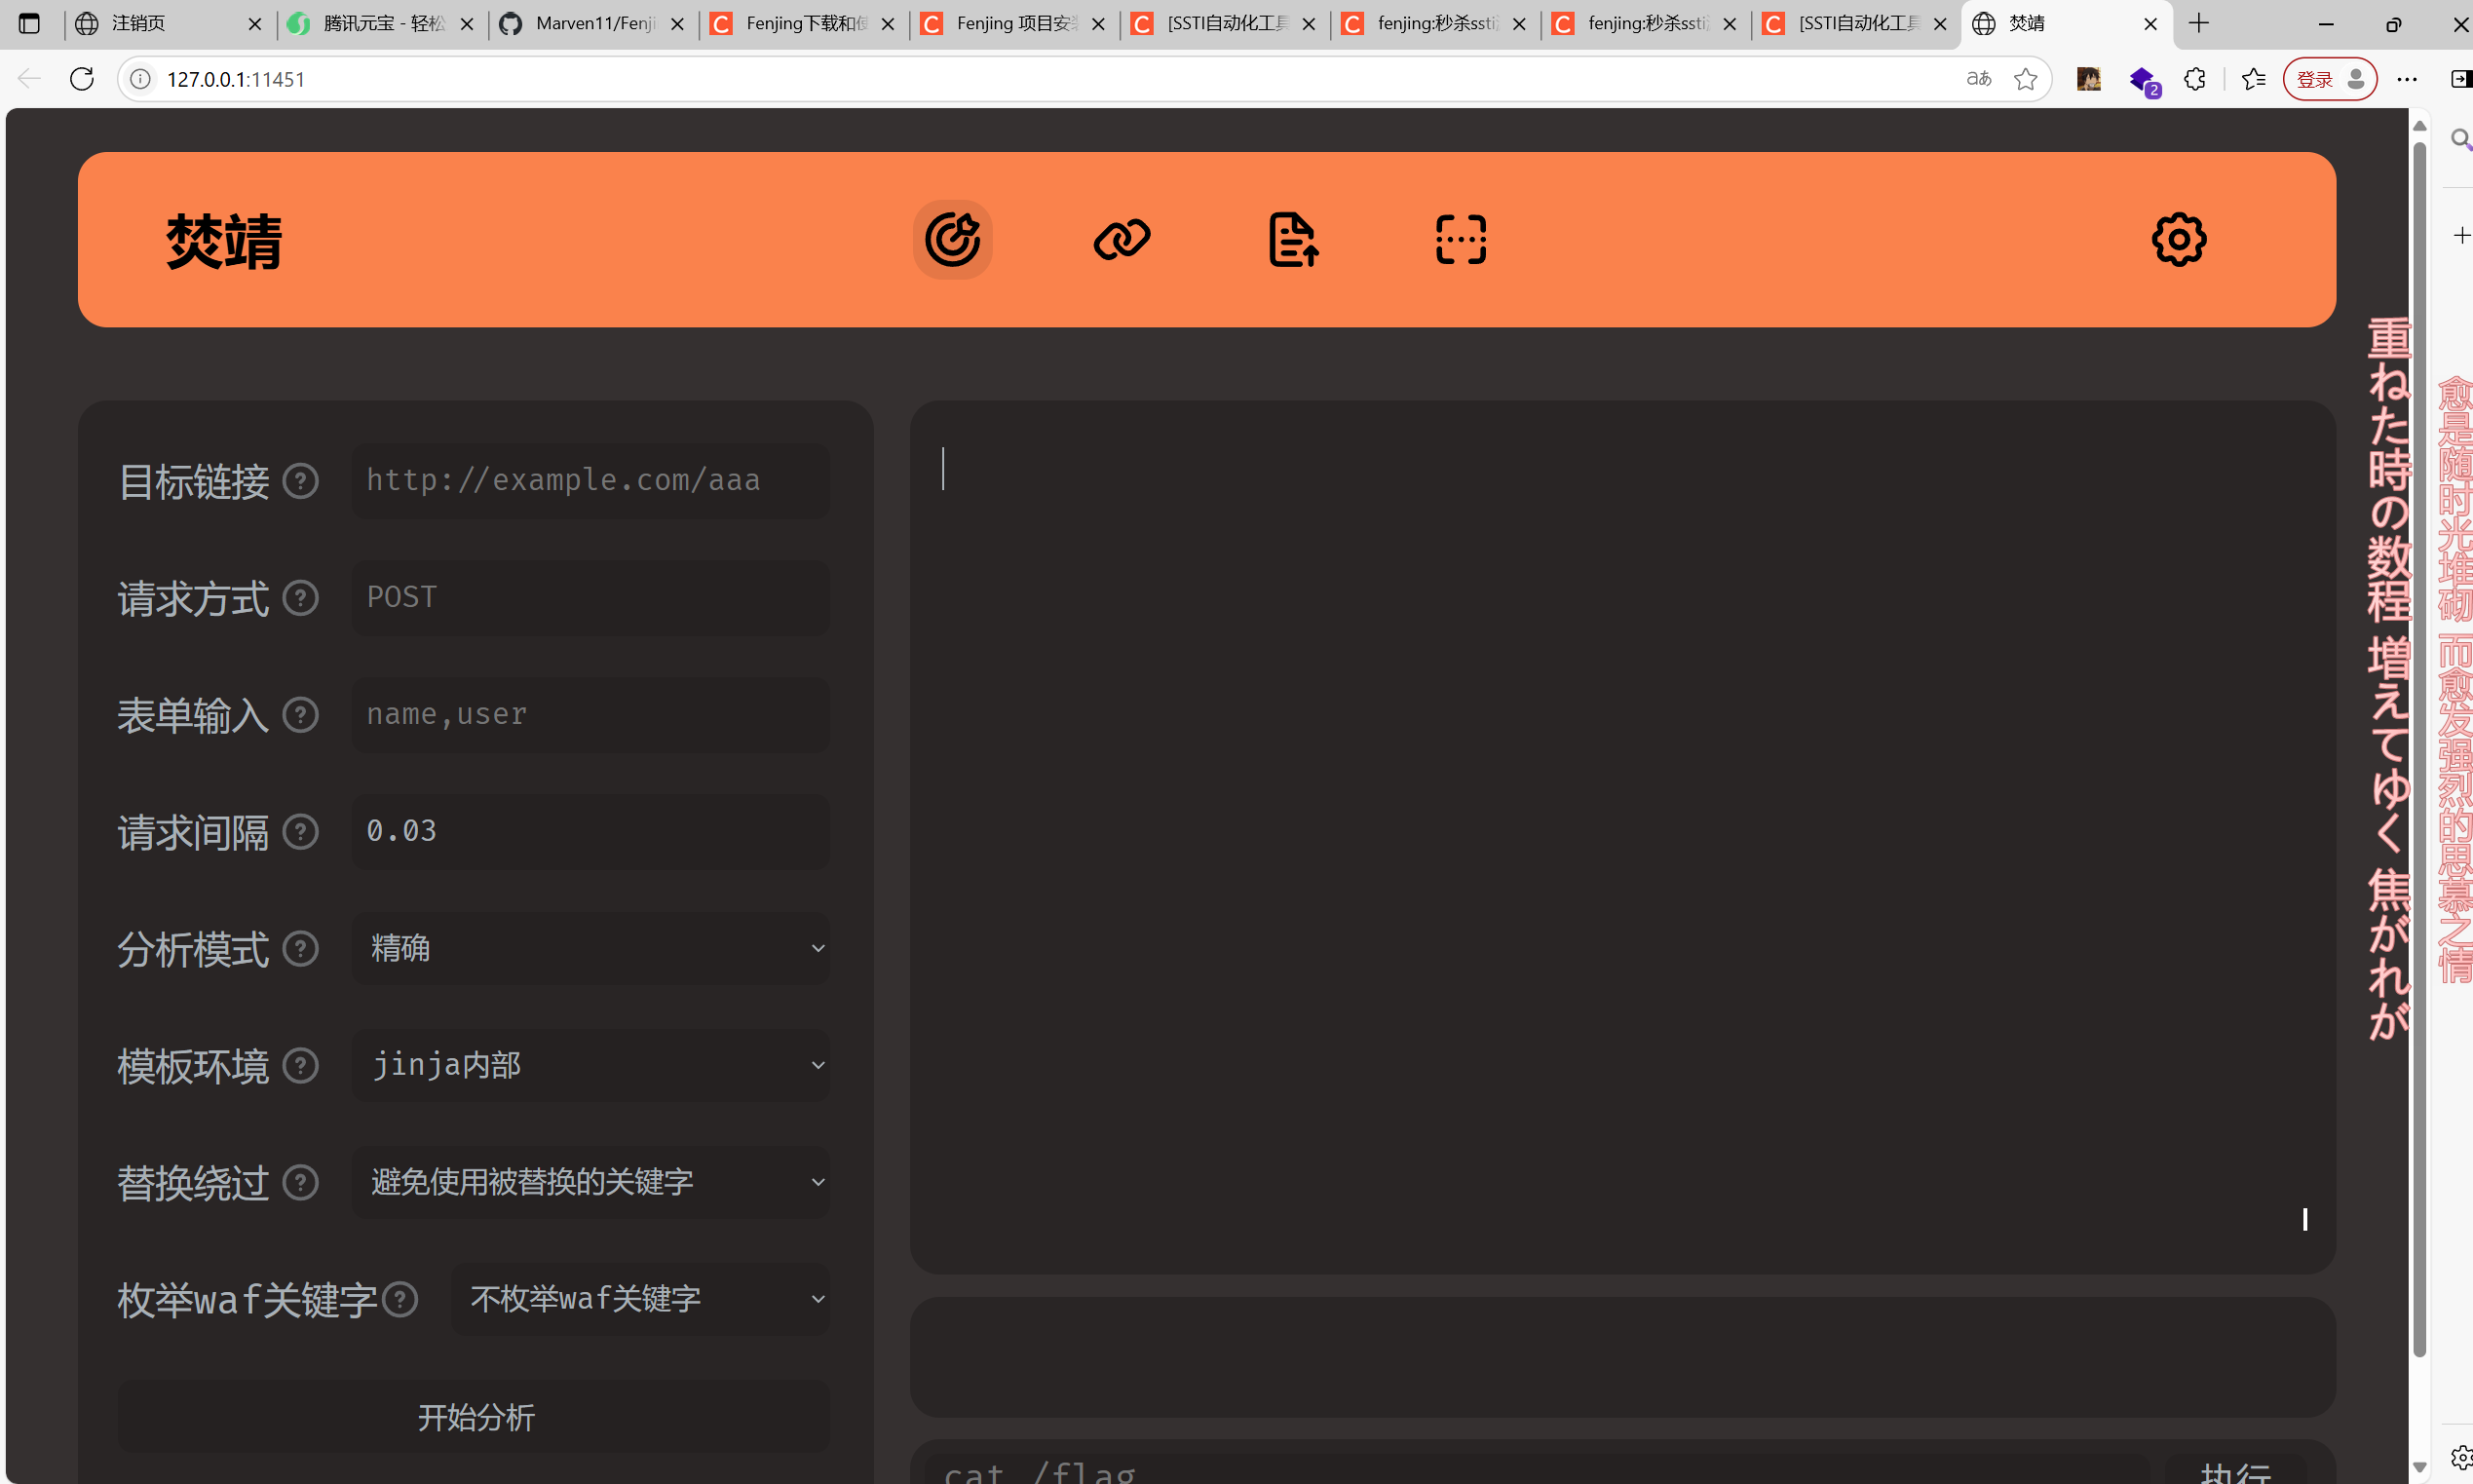 注销页
腾讯元宝 - 轻松
Marven11/Fenji
Fenjing下载和使
Fenjing 项目安装
[SSTI自动化工具
fenjing:秒杀ssti
fenjing:秒杀ssti
[SSTI自动化工具
焚靖
127.0.0.1:11451
aあ
2
登录
焚靖
目标链接 ? http://example.com/aaa
请求方式 ? POST
表单输入 ? name,user
请求间隔 ? 0.03
分析模式 ? 精确
模板环境 ? jinja内部
替换绕过 ? 避免使用被替换的关键字
枚举waf关键字 ? 不枚举waf关键字
开始分析
cat /flag
执行
重ねた時の数程 増えてゆく 焦がれが
愈是随时光堆砌 而愈发强烈的思慕之情